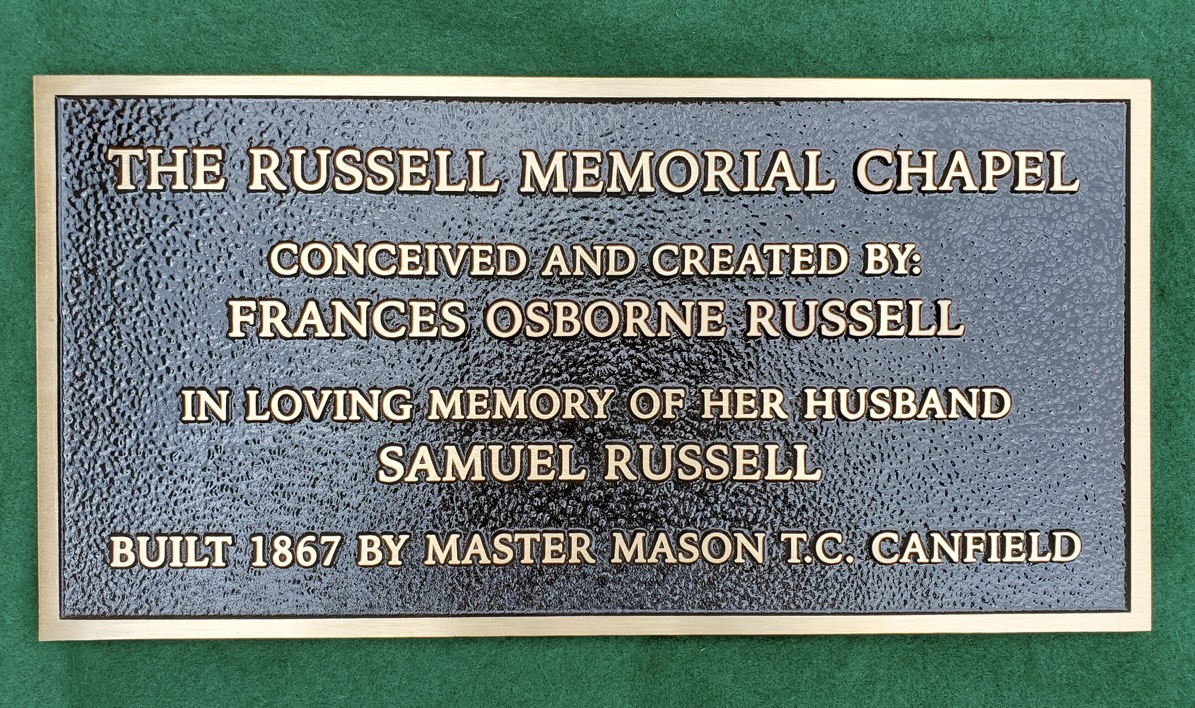 THE RUSSELL MEMORIAL CHAPEL
CONCEIVED AND CREATED BY:
FRANCES OSBORNE RUSSELL
IN LOVING MEMORY OF HER HUSBAND
SAMUEL RUSSELL
BUILT 1867 BY MASTER MASON T.C. CANFIELD